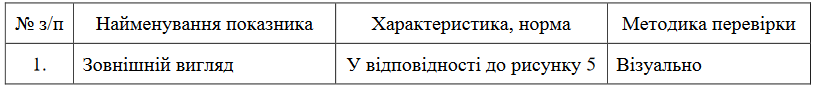 № з/п Найменування показника Характеристика, норма Методика перевірки
1. Зовнішній вигляд У відповідності до рисунку 5 Візуально